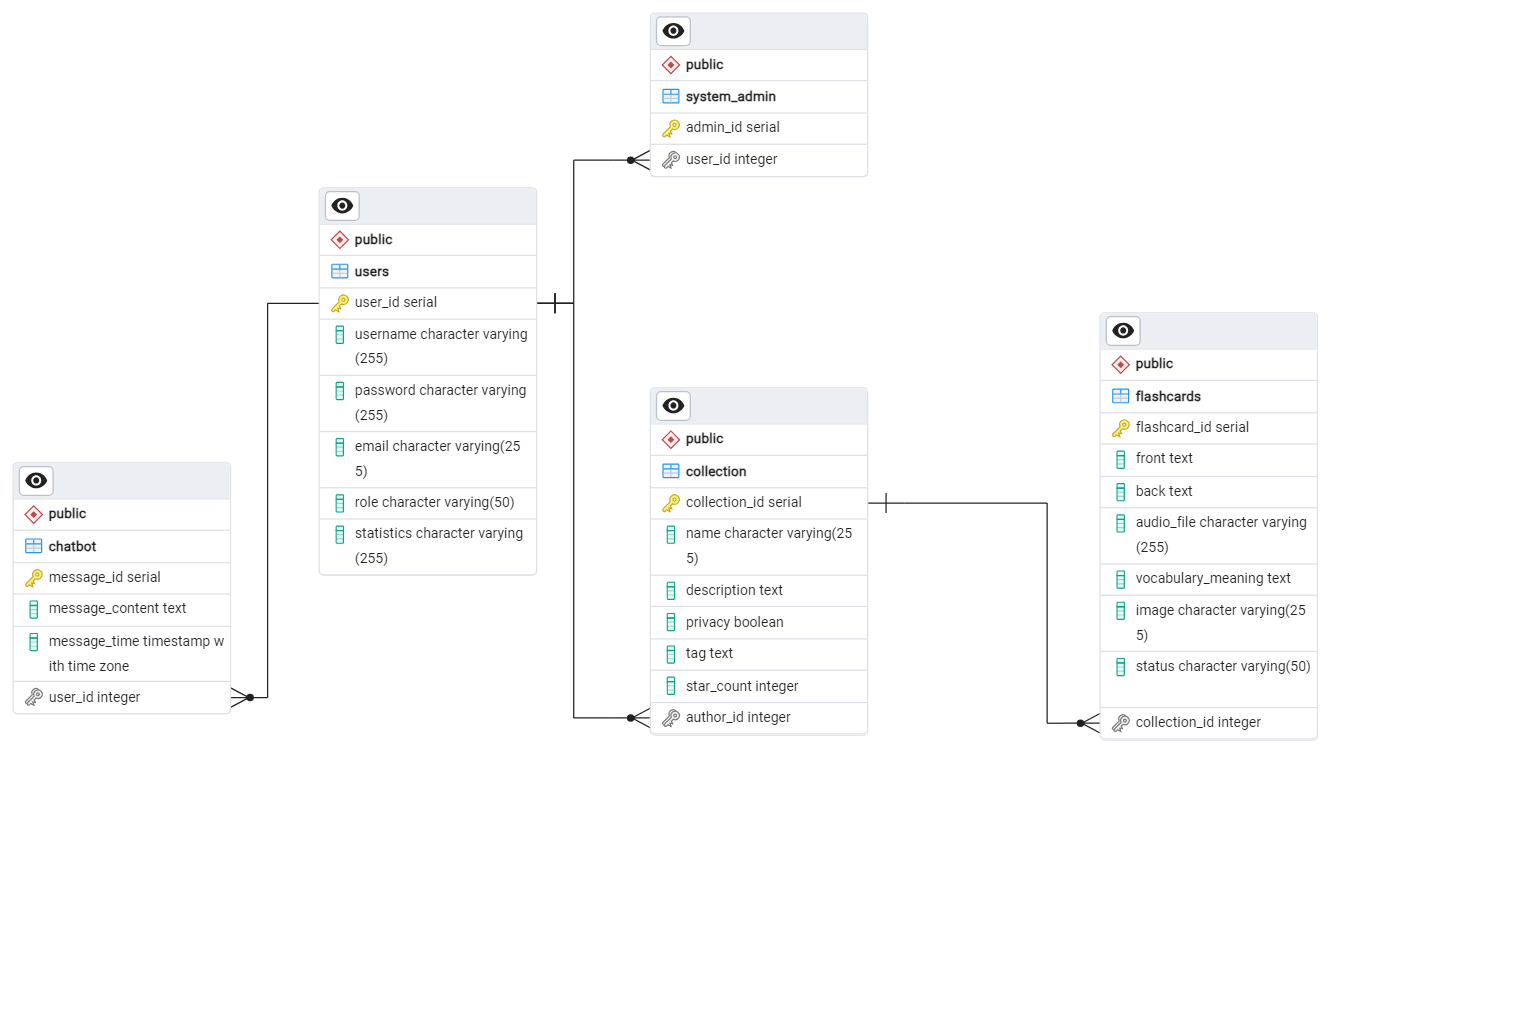 public
system_admin
admin_id serial
user_id integer
public
users
user_id serial
username character varying
(255)
password character varying
(255)
email character varying(25
5)
role character varying(50)
statistics character varying
(255)
public
chatbot
message_id serial
message_content text
message_time timestamp w
ith time zone
user_id integer
public
collection
collection_id serial
name character varying(25
5)
description text
privacy boolean
tag text
star_count integer
author_id integer
public
flashcards
flashcard_id serial
front text
back text
audio_file character varying
(255)
vocabulary_meaning text
image character varying(25
5)
status character varying(50)
collection_id integer